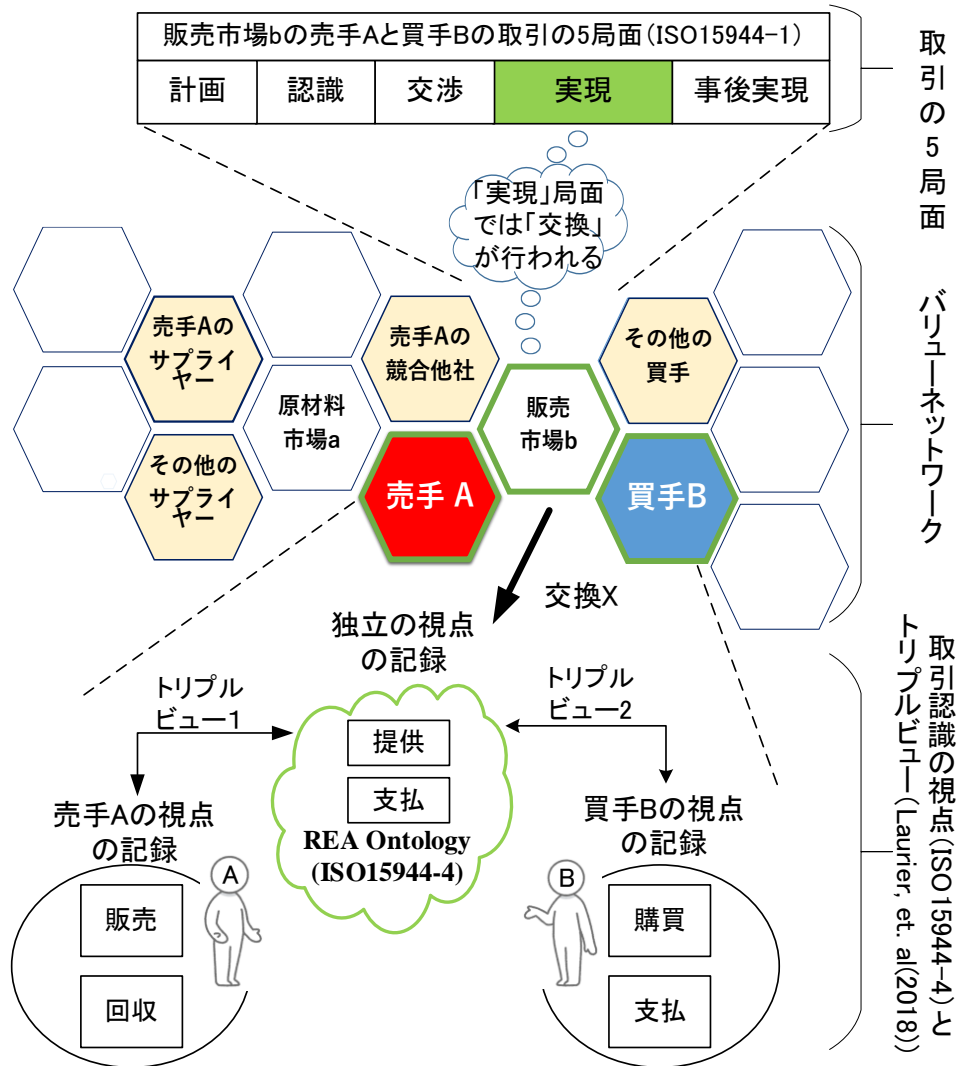 販売市場bの売手Aと買手Bの取引の5局面(ISO15944-1)
計画
認識
交渉
実現
事後実現
取引の5局面
「実現」局面
では「交換」
が行われる
バリューネットワーク
売手Aの
サプライ
ヤー
売手Aの
競合他社
その他の
買手
原材料
市場a
販売
市場b
その他の
サプライ
ヤー
売手 A
買手B
交換X
独立の視点
の記録
トリプル
ビュー1
トリプル
ビュー2
提供
支払
REA Ontology
(ISO15944-4)
売手Aの視点
の記録
買手Bの視点
の記録
A
B
販売
回収
購買
支払
取引認識の視点(ISO15944-4)と
トリプルビュー(Laurier, et. al(2018))